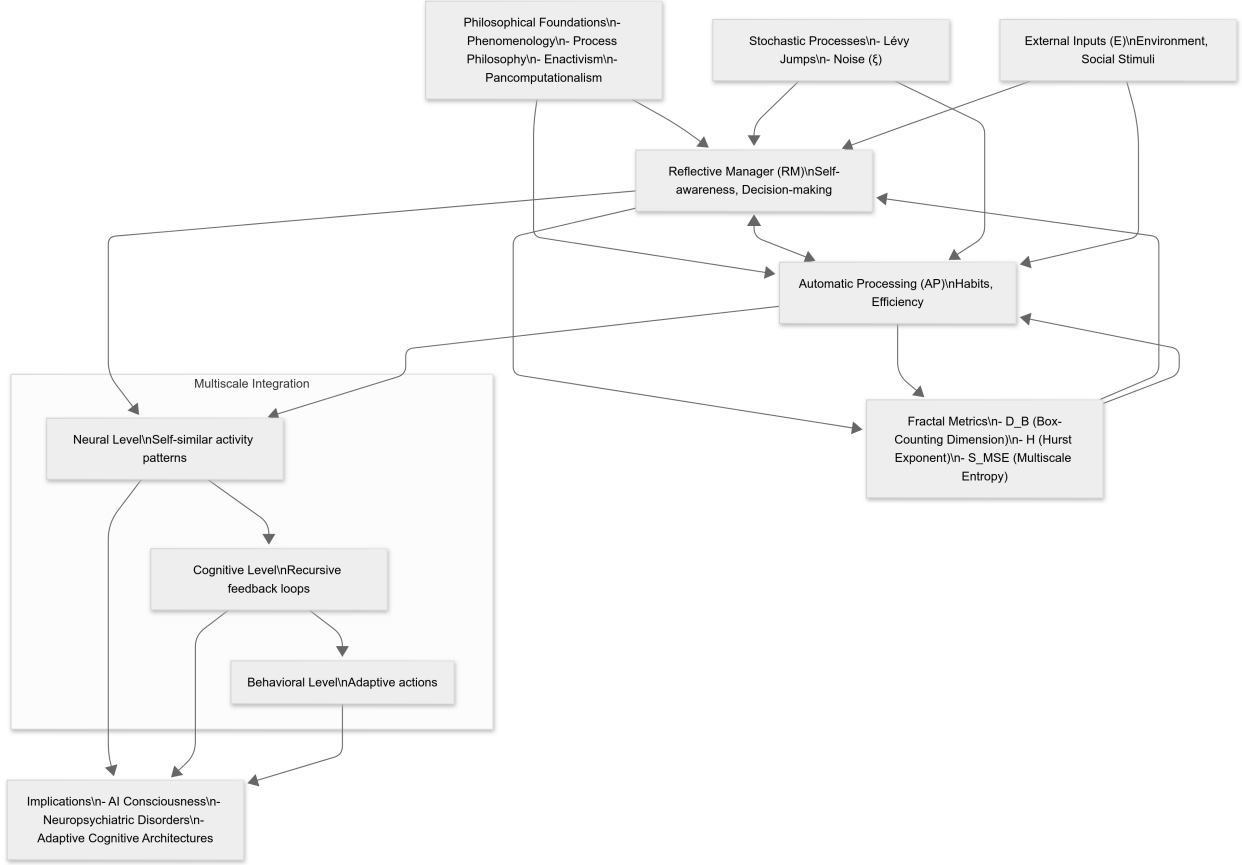 Philosophical Foundations\n-
Phenomenology\n- Process
Philosophy\n- Enactivism\n-
Pancomputationalism
Stochastic Processes\n- Lévy
Jumps\n- Noise (ξ)
External Inputs (E)\nEnvironment,
Social Stimuli
Reflective Manager (RM)\nSelf-
awareness, Decision-making
Automatic Processing (AP)\nHabits,
Efficiency
Multiscale Integration
Neural Level\nSelf-similar activity
patterns
Fractal Metrics\n- D_B (Box-
Counting Dimension)\n- H (Hurst
Exponent)\n- S_MSE (Multiscale
Entropy)
Cognitive Level\nRecursive
feedback loops
Behavioral Level\nAdaptive actions
Implications\n- AI Consciousness\n-
Neuropsychiatric Disorders\n-
Adaptive Cognitive Architectures